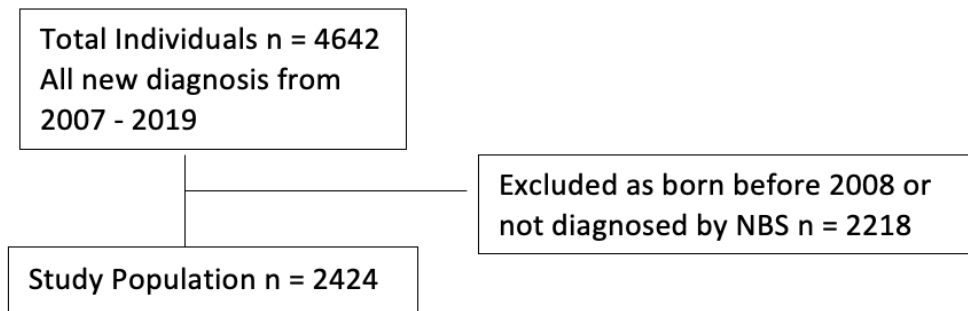 Total Individuals n = 4642
All new diagnosis from
2007 - 2019
Excluded as born before 2008 or
not diagnosed by NBS n = 2218
Study Population n = 2424